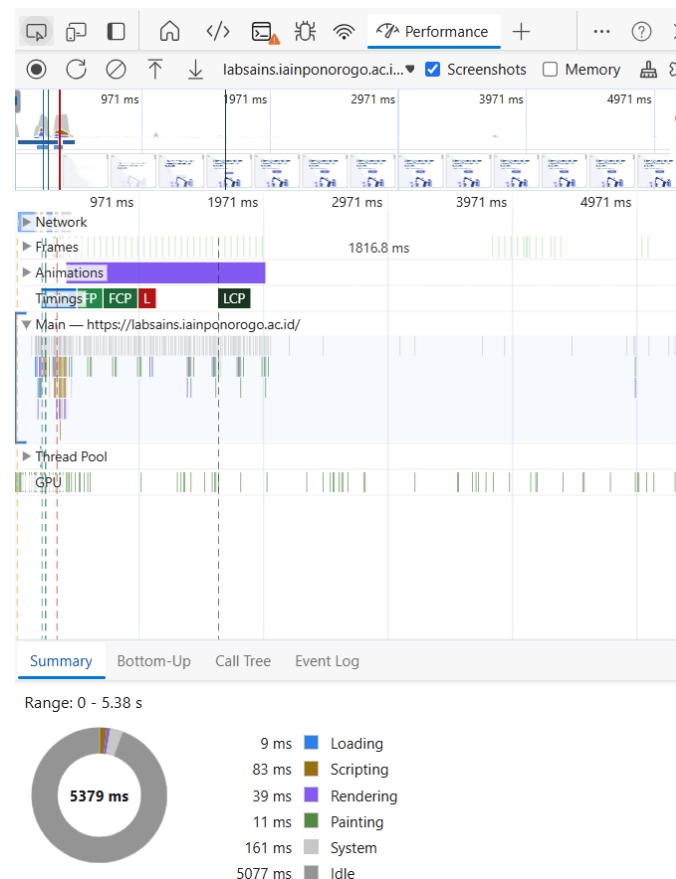 Performance
labsains.iainponorogo.ac.i... Screenshots Memory
971 ms 1971 ms 2971 ms 3971 ms 4971 ms
971 ms 1971 ms 2971 ms 3971 ms 4971 ms
Network
Frames 1816.8 ms
Animations
Timings FP FCP L LCP
Main — https://labsains.iainponorogo.ac.id/
Thread Pool
GPU
Summary Bottom-Up Call Tree Event Log
Range: 0 - 5.38 s
5379 ms
9 ms Loading
83 ms Scripting
39 ms Rendering
11 ms Painting
161 ms System
5077 ms Idle